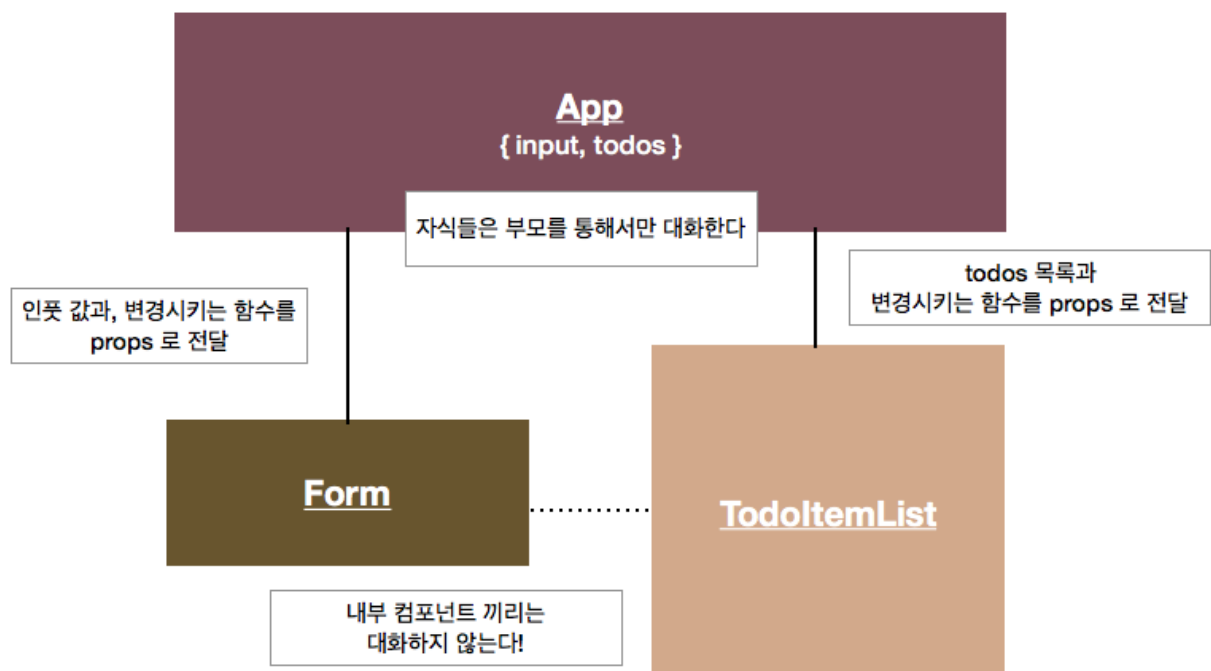 App
{ input, todos }
자식들은 부모를 통해서만 대화한다
인풋 값과, 변경시키는 함수를
props 로 전달
todos 목록과
변경시키는 함수를 props 로 전달
Form
TodoItemList
내부 컴포넌트 끼리는
대화하지 않는다!